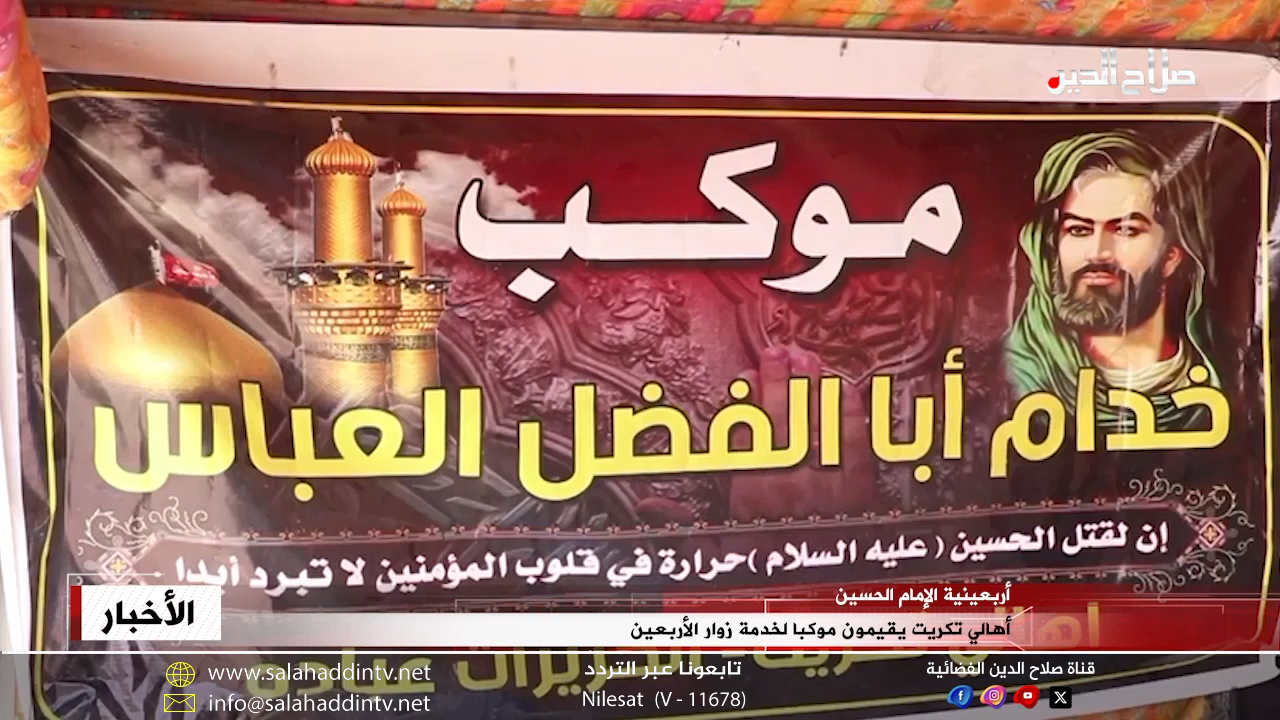 صلاح الدين
موكب
خدام أبا الفضل العباس
إن لقتل الحسين (عليه السلام) حرارة في قلوب المؤمنين لا تبرد أبدا
أربعينية الإمام الحسين
الأخبار
أهالي تكريت يقيمون موكبا لخدمة زوار الأربعين
قناة صلاح الدين الفضائية
تابعونا عبر التردد
Nilesat (V - 11678)
www.salahaddintv.net
info@salahaddintv.net